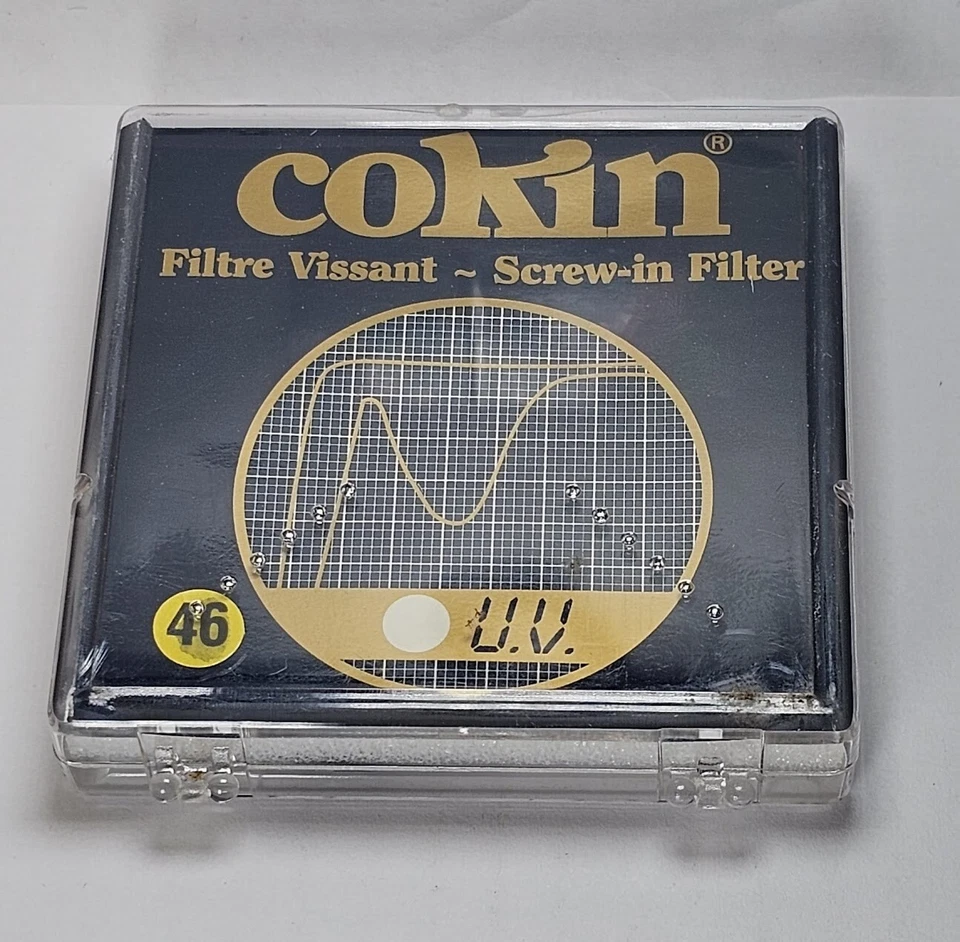 cokin®
Filtre Vissant ~ Screw-in Filter
46
U.V.